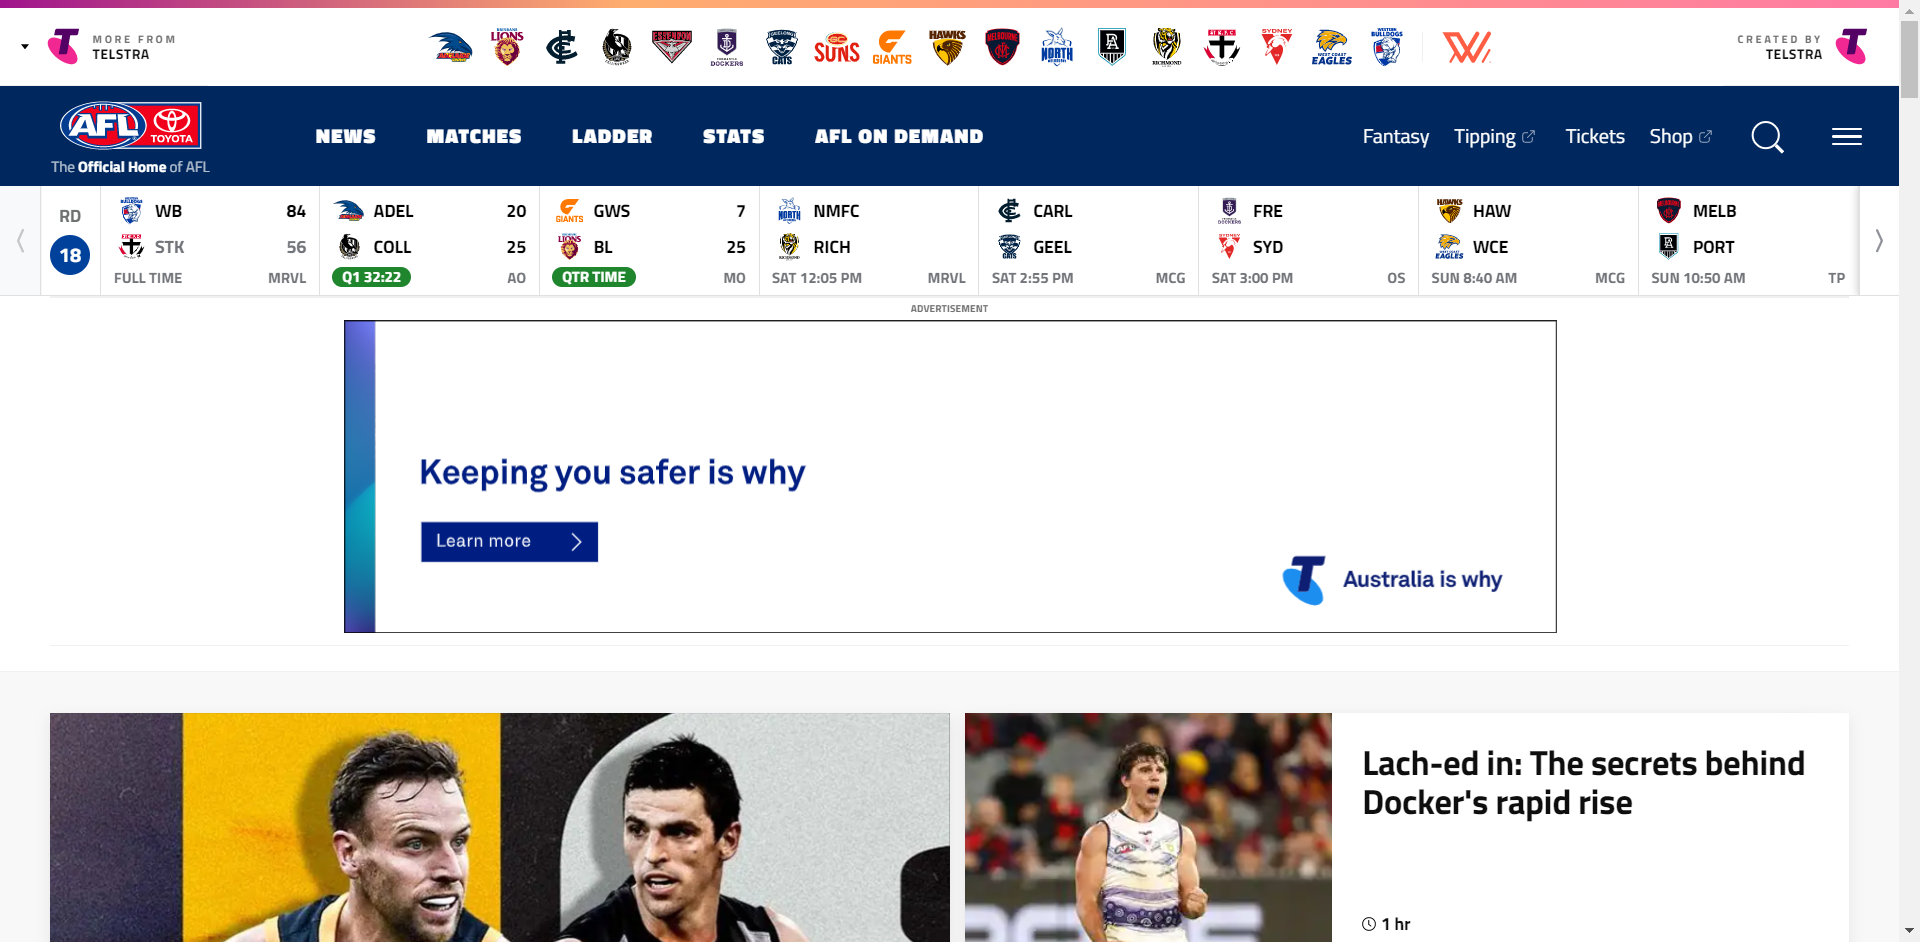 MORE FROM
TELSTRA
CREATED BY
TELSTRA
AFL
TOYOTA
The Official Home of AFL
NEWS
MATCHES
LADDER
STATS
AFL ON DEMAND
Fantasy
Tipping
Tickets
Shop
RD
18
WB 84
STK 56
FULL TIME MRVL
ADEL 20
COLL 25
Q1 32:22 AO
GWS 7
BL 25
QTR TIME MO
NMFC
RICH
SAT 12:05 PM MRVL
CARL
GEEL
SAT 2:55 PM MCG
FRE
SYD
SAT 3:00 PM OS
HAW
WCE
SUN 8:40 AM MCG
MELB
PORT
SUN 10:50 AM TP
ADVERTISEMENT
Keeping you safer is why
Learn more
Australia is why
Lach-ed in: The secrets behind
Docker's rapid rise
1 hr